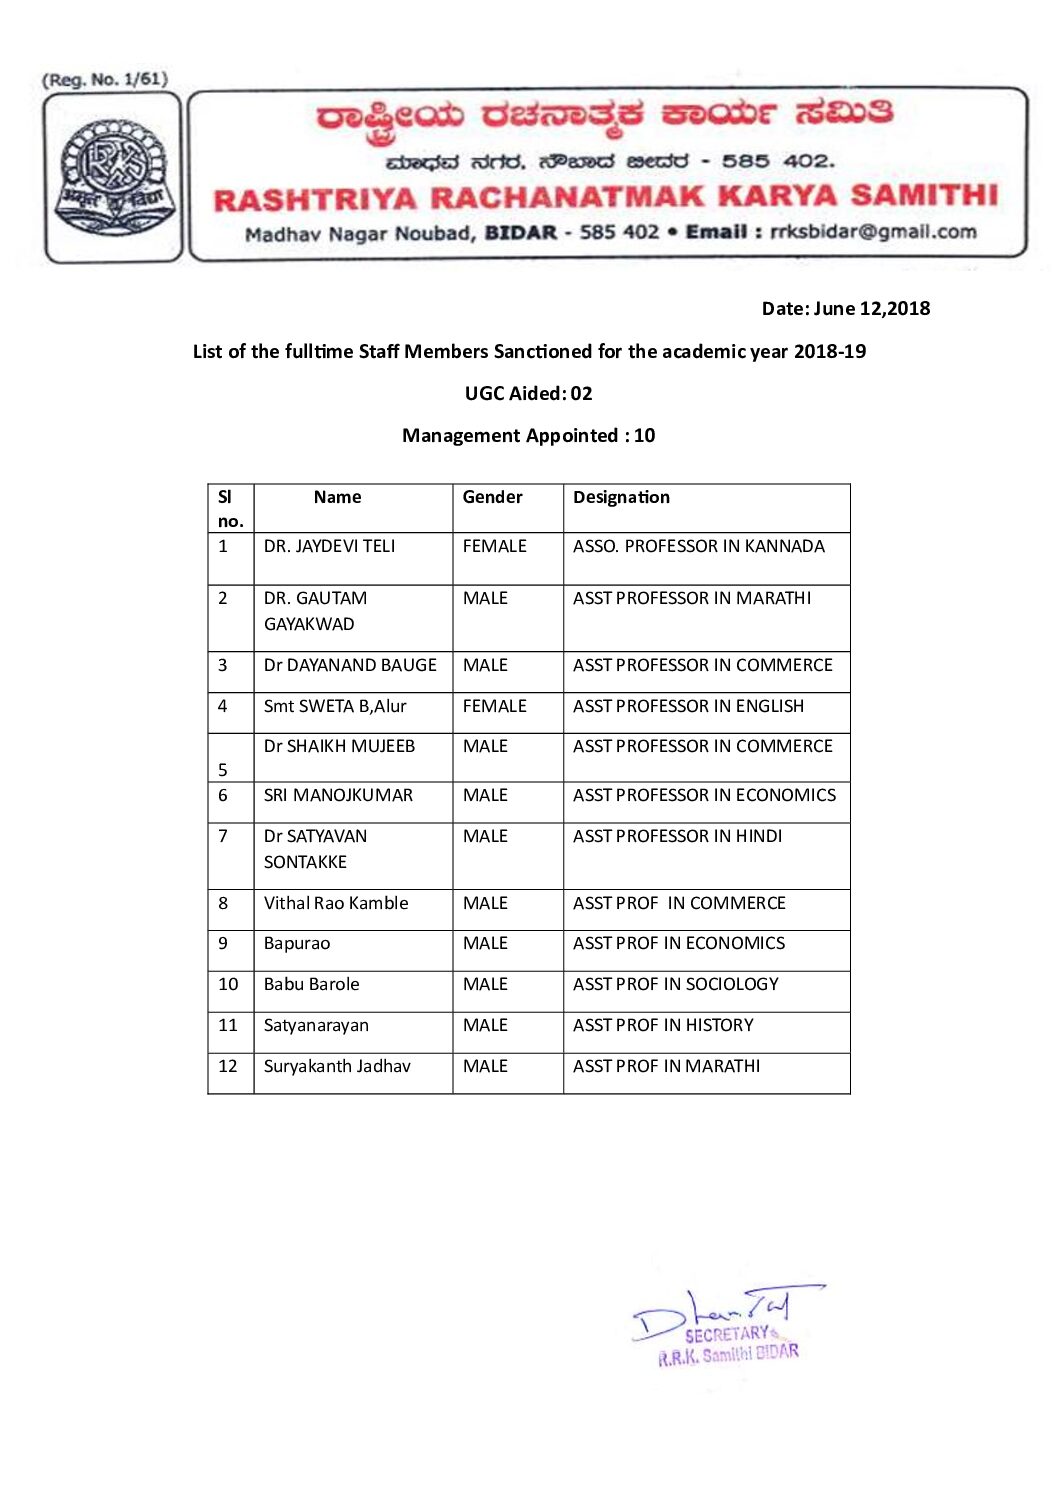 (Reg. No. 1/61)
ರಾಷ್ಟ್ರೀಯ ರಚನಾತ್ಮಕ ಕಾರ್ಯ ಸಮಿತಿ
ಮಾಧವ ನಗರ, ನೌಬಾದ ಬೀದರ - 585 402.
RASHTRIYA RACHANATMAK KARYA SAMITHI
Madhav Nagar Noubad, BIDAR - 585 402 • Email : rrksbidar@gmail.com
Date: June 12,2018
List of the fulltime Staff Members Sanctioned for the academic year 2018-19
UGC Aided: 02
Management Appointed : 10
Sl no. Name Gender Designation
1 DR. JAYDEVI TELI FEMALE ASSO. PROFESSOR IN KANNADA
2 DR. GAUTAM GAYAKWAD MALE ASST PROFESSOR IN MARATHI
3 Dr DAYANAND BAUGE MALE ASST PROFESSOR IN COMMERCE
4 Smt SWETA B,Alur FEMALE ASST PROFESSOR IN ENGLISH
5 Dr SHAIKH MUJEEB MALE ASST PROFESSOR IN COMMERCE
6 SRI MANOJKUMAR MALE ASST PROFESSOR IN ECONOMICS
7 Dr SATYAVAN SONTAKKE MALE ASST PROFESSOR IN HINDI
8 Vithal Rao Kamble MALE ASST PROF  IN COMMERCE
9 Bapurao MALE ASST PROF IN ECONOMICS
10 Babu Barole MALE ASST PROF IN SOCIOLOGY
11 Satyanarayan MALE ASST PROF IN HISTORY
12 Suryakanth Jadhav MALE ASST PROF IN MARATHI
SECRETARY
R.R.K. Samithi BIDAR